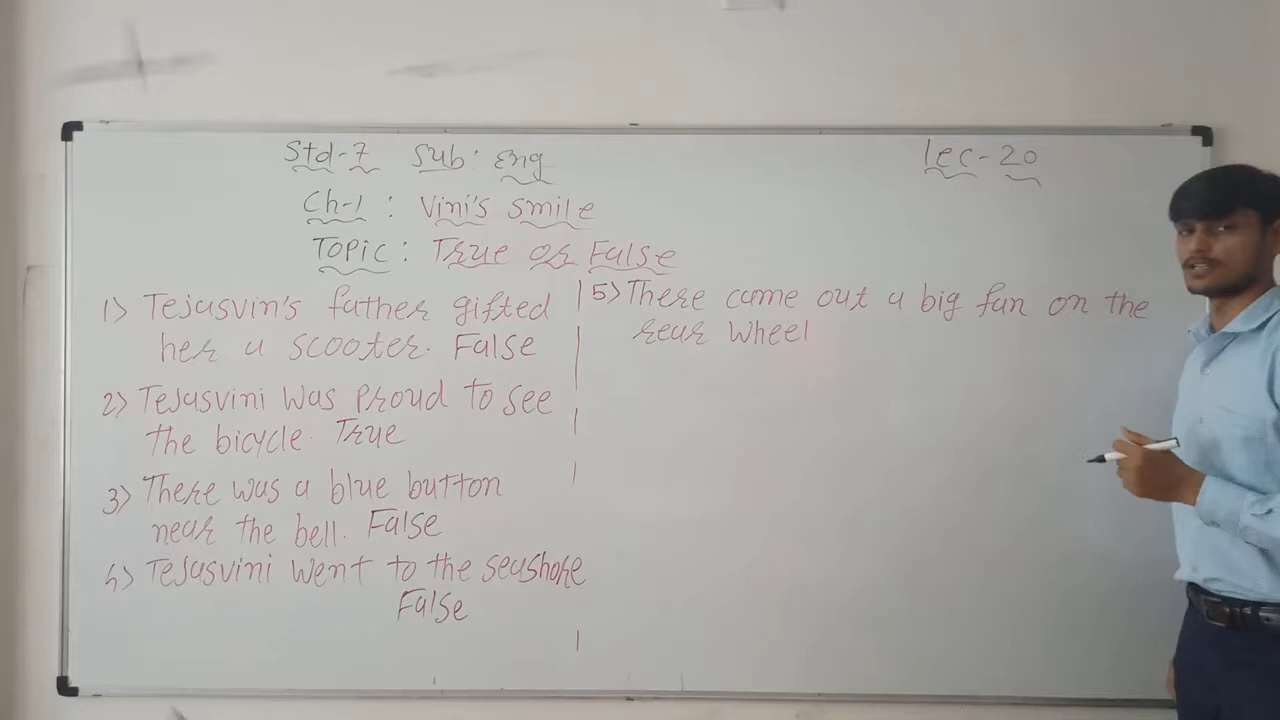 Std-7 Sub: Eng
lec-20
Ch-1 : Vini's smile
Topic : True or False
1) Tejasvin's father gifted
her a scooter. False
2) Tejasvini was proud to see
the bicycle. True
3) There was a blue button
near the bell. False
4) Tejasvini went to the seashore
False
5) There came out a big fan on the
rear wheel